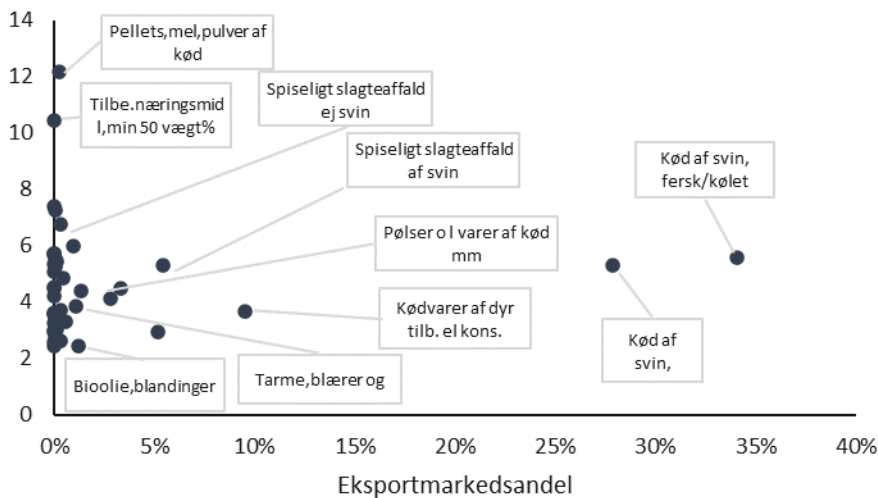 14
12
10
8
6
4
2
0
Pellets,mel,pulver af
kød
Tilbe.næringsmid
l,min 50 vægt%
Spiseligt slagteaffald
ej svin
Spiseligt slagteaffald
af svin
Kød af svin,
fersk/kølet
Pølser o l varer af kød
mm
Kødvarer af dyr
tilb. el kons.
Kød af
svin,
Bioolie,blandinger
Tarme,blærer og
0% 5% 10% 15% 20% 25% 30% 35% 40%
Eksportmarkedsandel